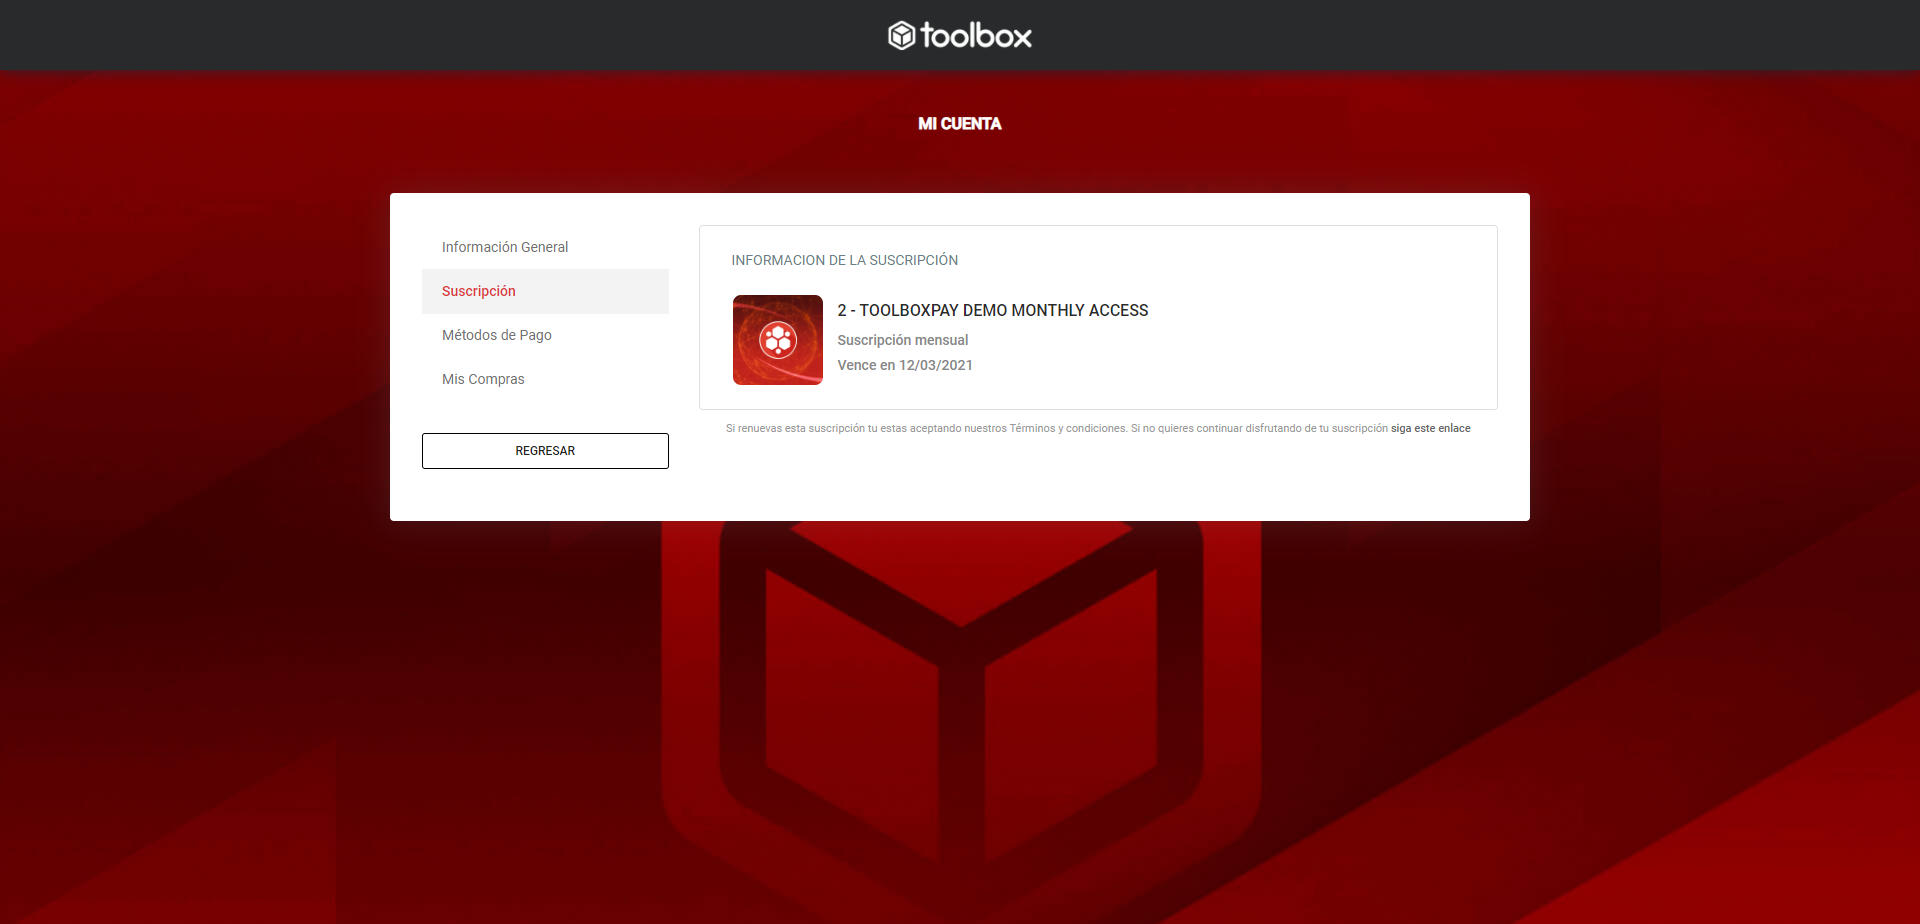 toolbox
MI CUENTA
Información General
Suscripción
Métodos de Pago
Mis Compras
REGRESAR
INFORMACION DE LA SUSCRIPCIÓN
2 - TOOLBOXPAY DEMO MONTHLY ACCESS
Suscripción mensual
Vence en 12/03/2021
Si renuevas esta suscripción tu estas aceptando nuestros Términos y condiciones. Si no quieres continuar disfrutando de tu suscripción siga este enlace